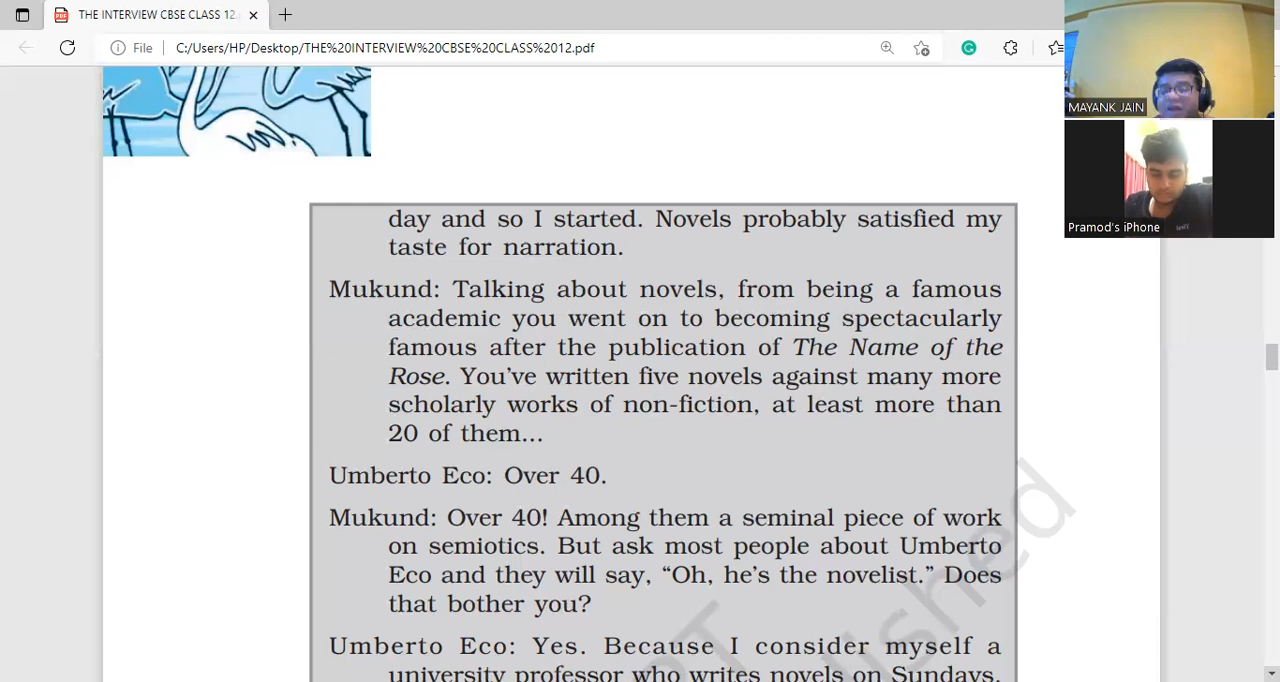 THE INTERVIEW CBSE CLASS 12.
File
C:/Users/HP/Desktop/THE%20INTERVIEW%20CBSE%20CLASS%2012.pdf
MAYANK JAIN
Pramod's iPhone
day and so I started. Novels probably satisfied my
taste for narration.
Mukund: Talking about novels, from being a famous
academic you went on to becoming spectacularly
famous after the publication of The Name of the
Rose. You've written five novels against many more
scholarly works of non-fiction, at least more than
20 of them...
Umberto Eco: Over 40.
Mukund: Over 40! Among them a seminal piece of work
on semiotics. But ask most people about Umberto
Eco and they will say, “Oh, he's the novelist.” Does
that bother you?
Umberto Eco: Yes. Because I consider myself a
university professor who writes novels on Sundays.